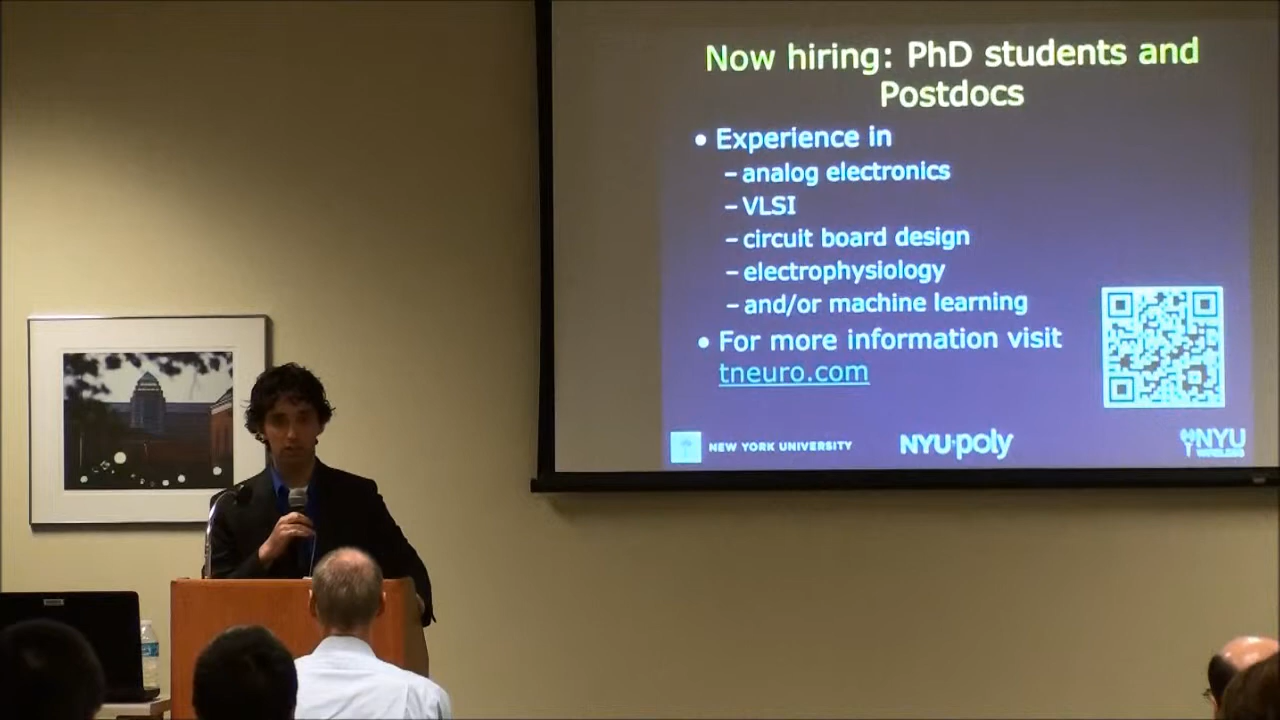 Now hiring: PhD students and
Postdocs
• Experience in
– analog electronics
– VLSI
– circuit board design
– electrophysiology
– and/or machine learning
• For more information visit
tneuro.com
NEW YORK UNIVERSITY
NYU·poly
NYU
WIRELESS